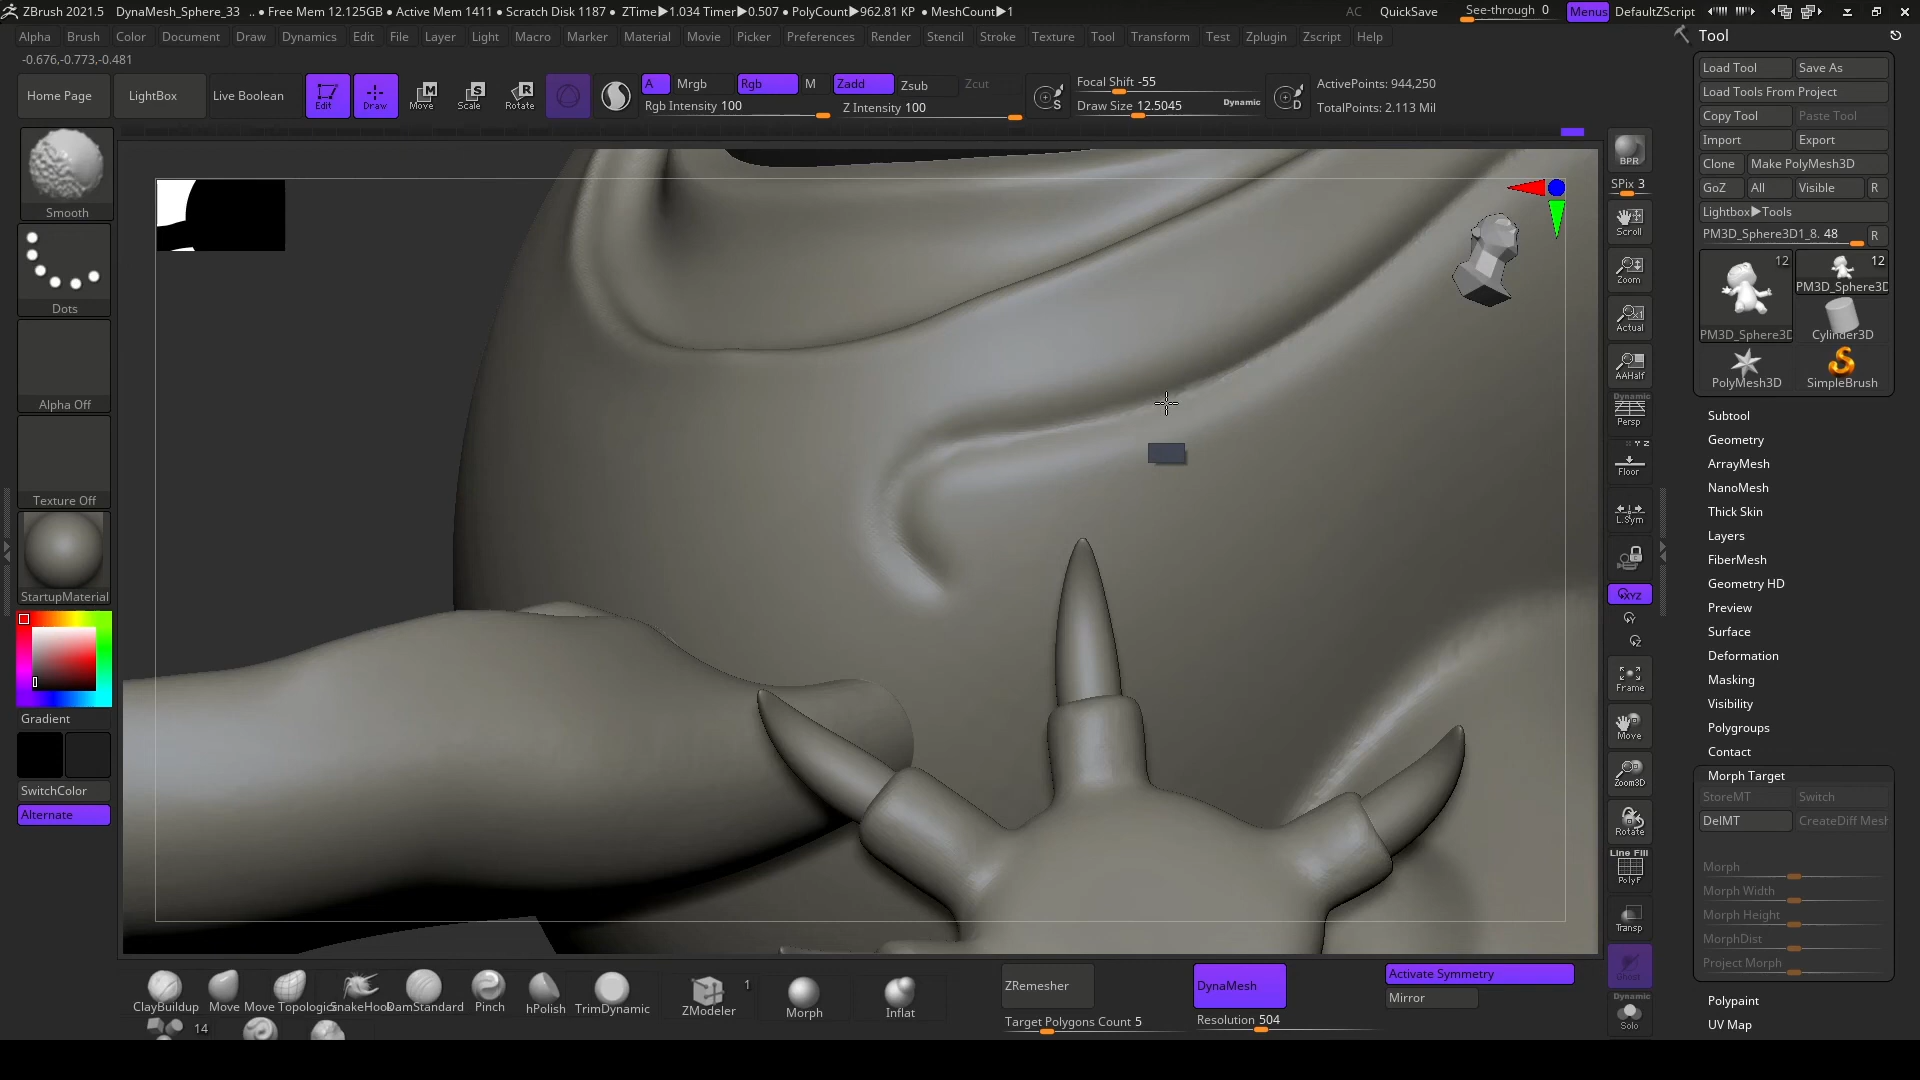 ZBrush 2021.5 DynaMesh_Sphere_33 .. • Free Mem 12.125GB • Active Mem 1411 • Scratch Disk 1187 • ZTime▶1.034 Timer▶0.507 • PolyCount▶962.81 KP • MeshCount▶1
AC QuickSave See-through 0 Menus DefaultZScript
Alpha Brush Color Document Draw Dynamics Edit File Layer Light Macro Marker Material Movie Picker Preferences Render Stencil Stroke Texture Tool Transform Test Zplugin Zscript Help
-0.676,-0.773,-0.481
Home Page LightBox Live Boolean Edit Draw Move Scale Rotate
A Mrgb Rgb M Zadd Zsub Zcut
Rgb Intensity 100 Z Intensity 100
S Focal Shift -55
Draw Size 12.5045 Dynamic D
ActivePoints: 944,250
TotalPoints: 2.113 Mil
Smooth
Dots
Alpha Off
Texture Off
StartupMaterial
Gradient
SwitchColor
Alternate
BPR
SPix 3
Scroll
Zoom
Actual
AAHalf
Dynamic
Persp
Floor
L.Sym
XYZ
Y
Z
Frame
Move
Zoom3D
Rotate
Line Fill
PolyF
Transp
Ghost
Dynamic
Solo
Tool
Load Tool Save As
Load Tools From Project
Copy Tool Paste Tool
Import Export
Clone Make PolyMesh3D
GoZ All Visible R
Lightbox▶Tools
PM3D_Sphere3D1_8. 48 R
12 12
PM3D_Sphere3D
PM3D_Sphere3D Cylinder3D
PolyMesh3D SimpleBrush
Subtool
Geometry
ArrayMesh
NanoMesh
Thick Skin
Layers
FiberMesh
Geometry HD
Preview
Surface
Deformation
Masking
Visibility
Polygroups
Contact
Morph Target
StoreMT Switch
DelMT CreateDiff Mesh
Morph
Morph Width
Morph Height
MorphDist
Project Morph
Polypaint
UV Map
ClayBuildup Move Move Topologic SnakeHook DamStandard Pinch hPolish TrimDynamic ZModeler 1 Morph Inflat
14
ZRemesher
Target Polygons Count 5
DynaMesh
Resolution 504
Activate Symmetry
Mirror